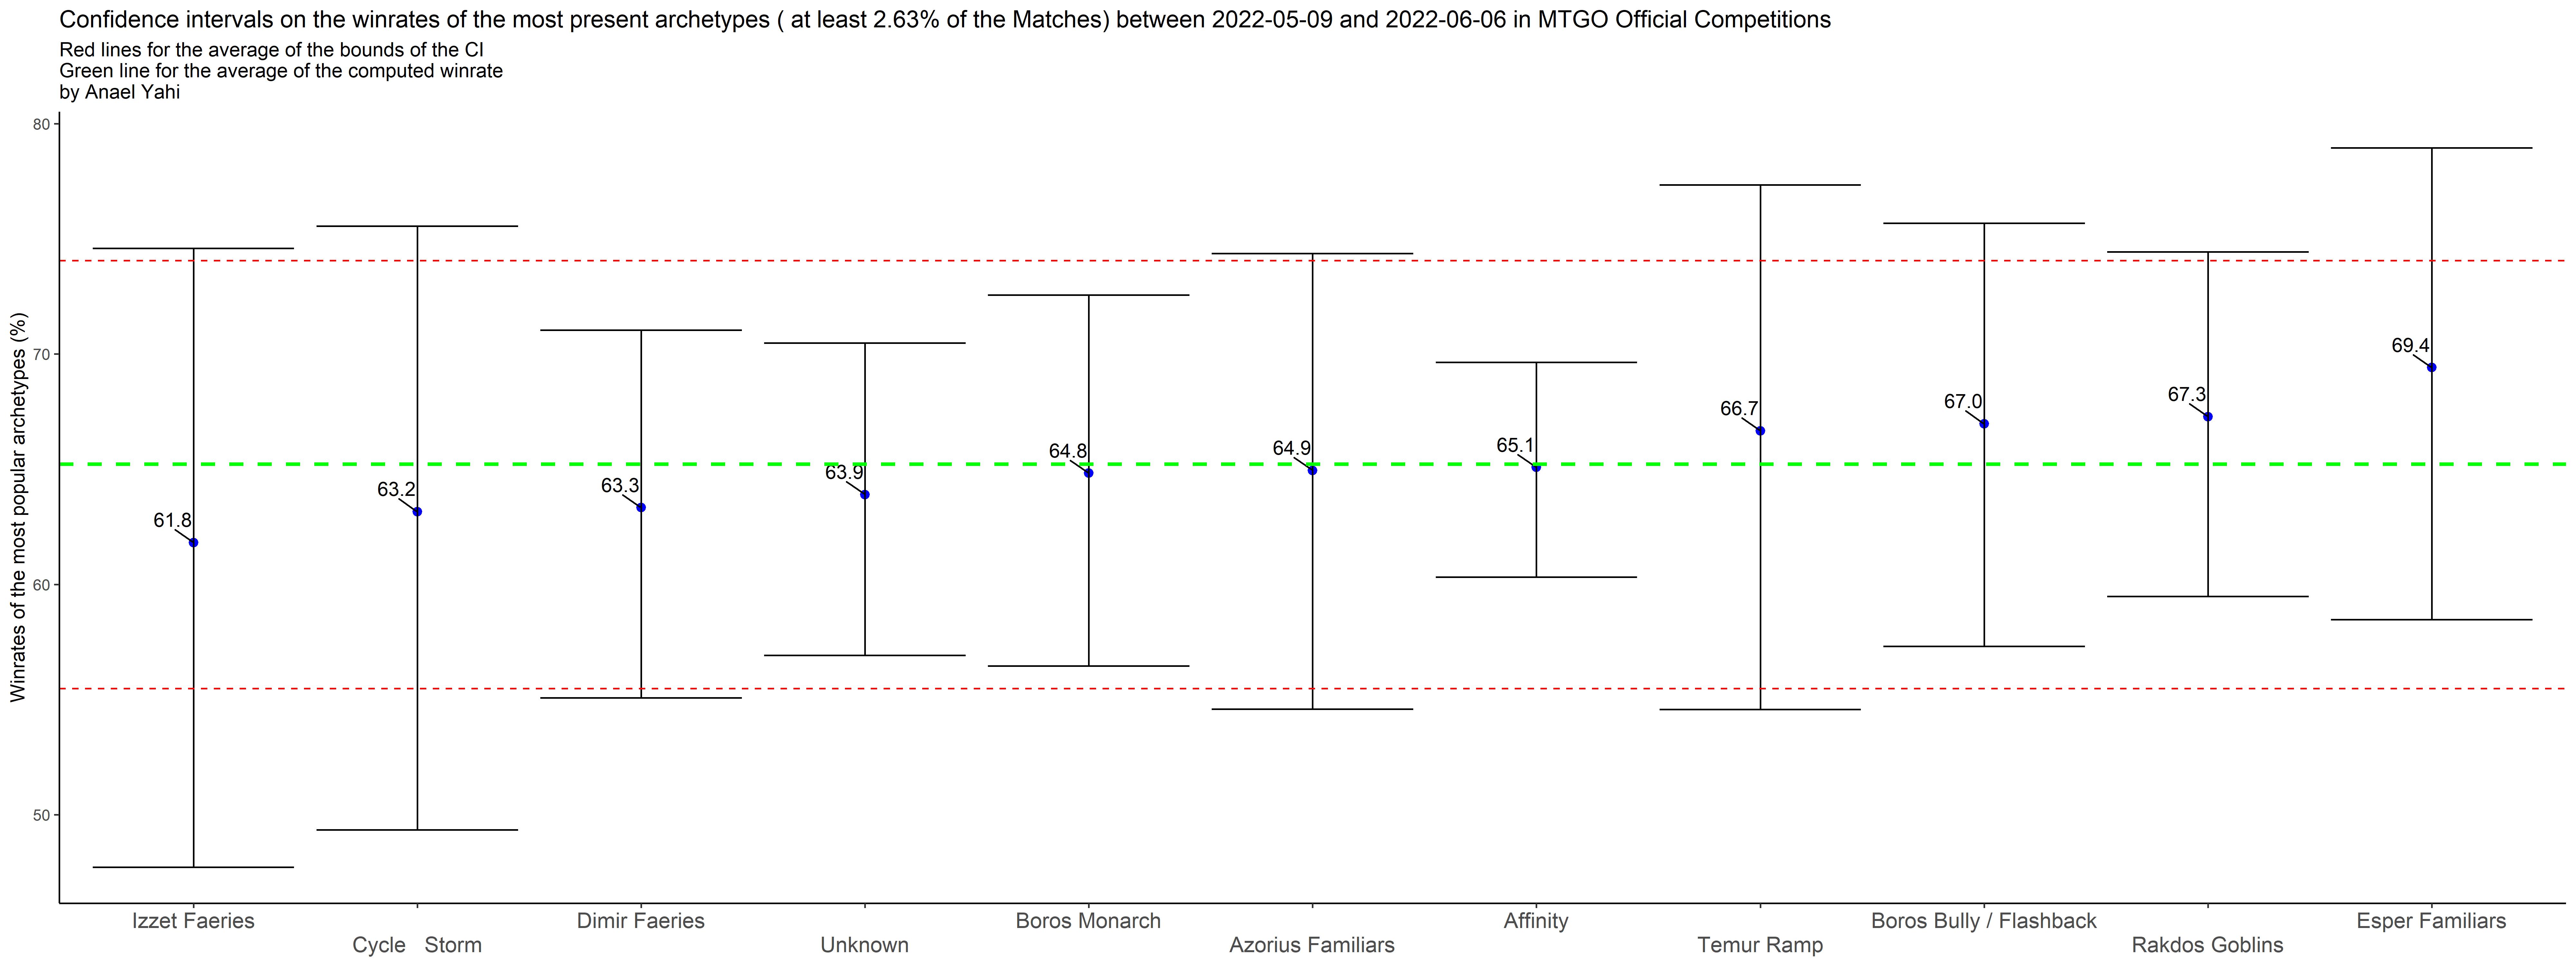 Confidence intervals on the winrates of the most present archetypes ( at least 2.63% of the Matches) between 2022-05-09 and 2022-06-06 in MTGO Official Competitions
Red lines for the average of the bounds of the CI
Green line for the average of the computed winrate
by Anael Yahi
Winrates of the most popular archetypes (%)
80
70
60
50
61.8
63.2
63.3
63.9
64.8
64.9
65.1
66.7
67.0
67.3
69.4
Izzet Faeries
Cycle   Storm
Dimir Faeries
Unknown
Boros Monarch
Azorius Familiars
Affinity
Temur Ramp
Boros Bully / Flashback
Rakdos Goblins
Esper Familiars